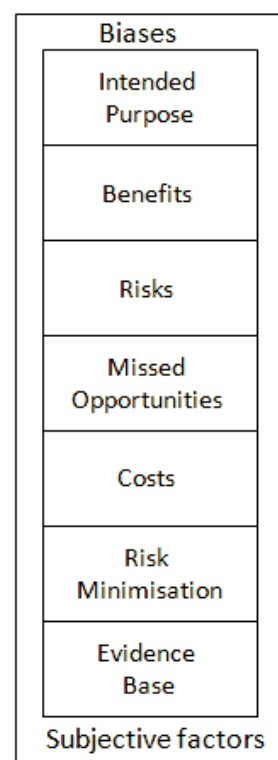 Biases
Intended
Purpose
Benefits
Risks
Missed
Opportunities
Costs
Risk
Minimisation
Evidence
Base
Subjective factors